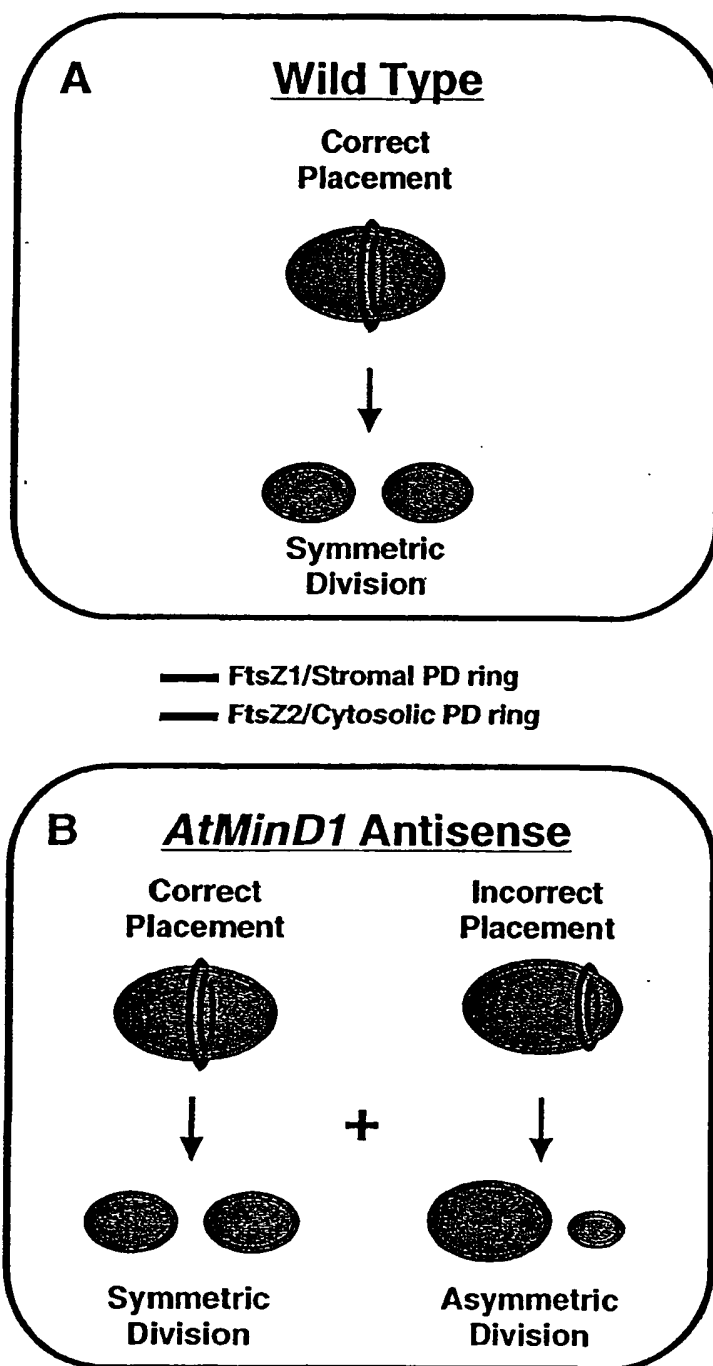 A
Wild Type
Correct
Placement
Symmetric
Division
FtsZ1/Stromal PD ring
FtsZ2/Cytosolic PD ring
B
AtMinD1 Antisense
Correct
Placement
Incorrect
Placement
+
Symmetric
Division
Asymmetric
Division